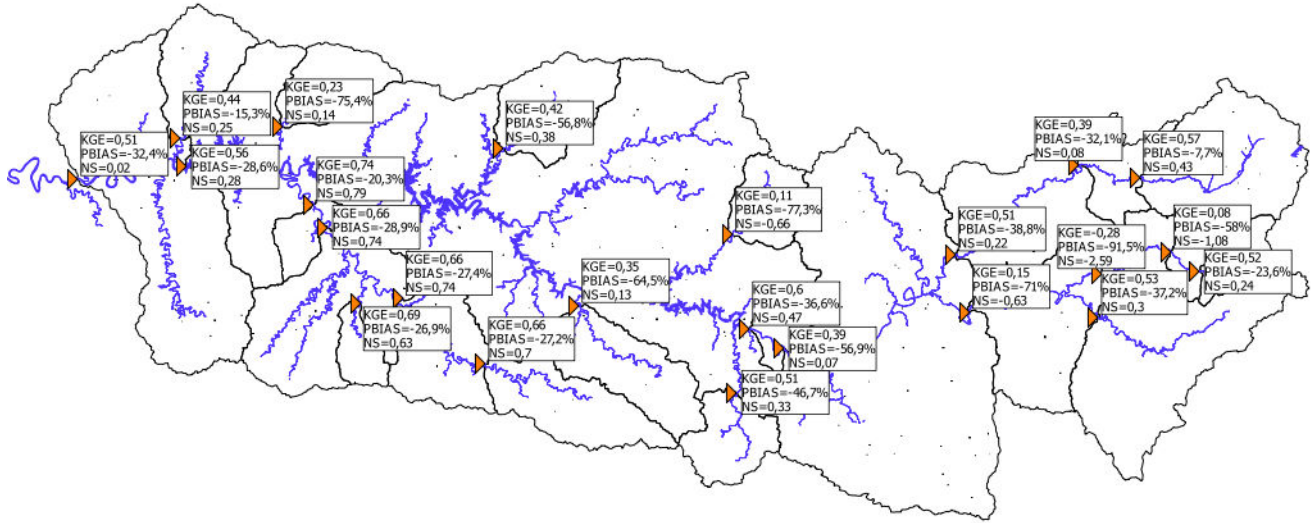 KGE=0,23
PBIAS=-75,4%
NS=0,14
KGE=0,44
PBIAS=-15,3%
NS=0,25
KGE=0,51
PBIAS=-32,4%
NS=0,02
KGE=0,56
PBIAS=-28,6%
NS=0,28
KGE=0,42
PBIAS=-56,8%
NS=0,38
KGE=0,74
PBIAS=-20,3%
NS=0,79
KGE=0,66
PBIAS=-28,9%
NS=0,74
KGE=0,66
PBIAS=-27,4%
NS=0,74
KGE=0,69
PBIAS=-26,9%
NS=0,63
KGE=0,66
PBIAS=-27,2%
NS=0,7
KGE=0,35
PBIAS=-64,5%
NS=0,13
KGE=0,11
PBIAS=-77,3%
NS=-0,66
KGE=0,6
PBIAS=-36,6%
NS=0,47
KGE=0,39
PBIAS=-56,9%
NS=0,07
KGE=0,51
PBIAS=-46,7%
NS=0,33
KGE=0,39
PBIAS=-32,1%
NS=0,08
KGE=0,57
PBIAS=-7,7%
NS=0,43
KGE=0,51
PBIAS=-38,8%
NS=0,22
KGE=0,15
PBIAS=-71%
NS=-0,63
KGE=-0,28
PBIAS=-91,5%
NS=-2,59
KGE=0,08
PBIAS=-58%
NS=-1,08
KGE=0,52
PBIAS=-23,6%
NS=0,24
KGE=0,53
PBIAS=-37,2%
NS=0,3